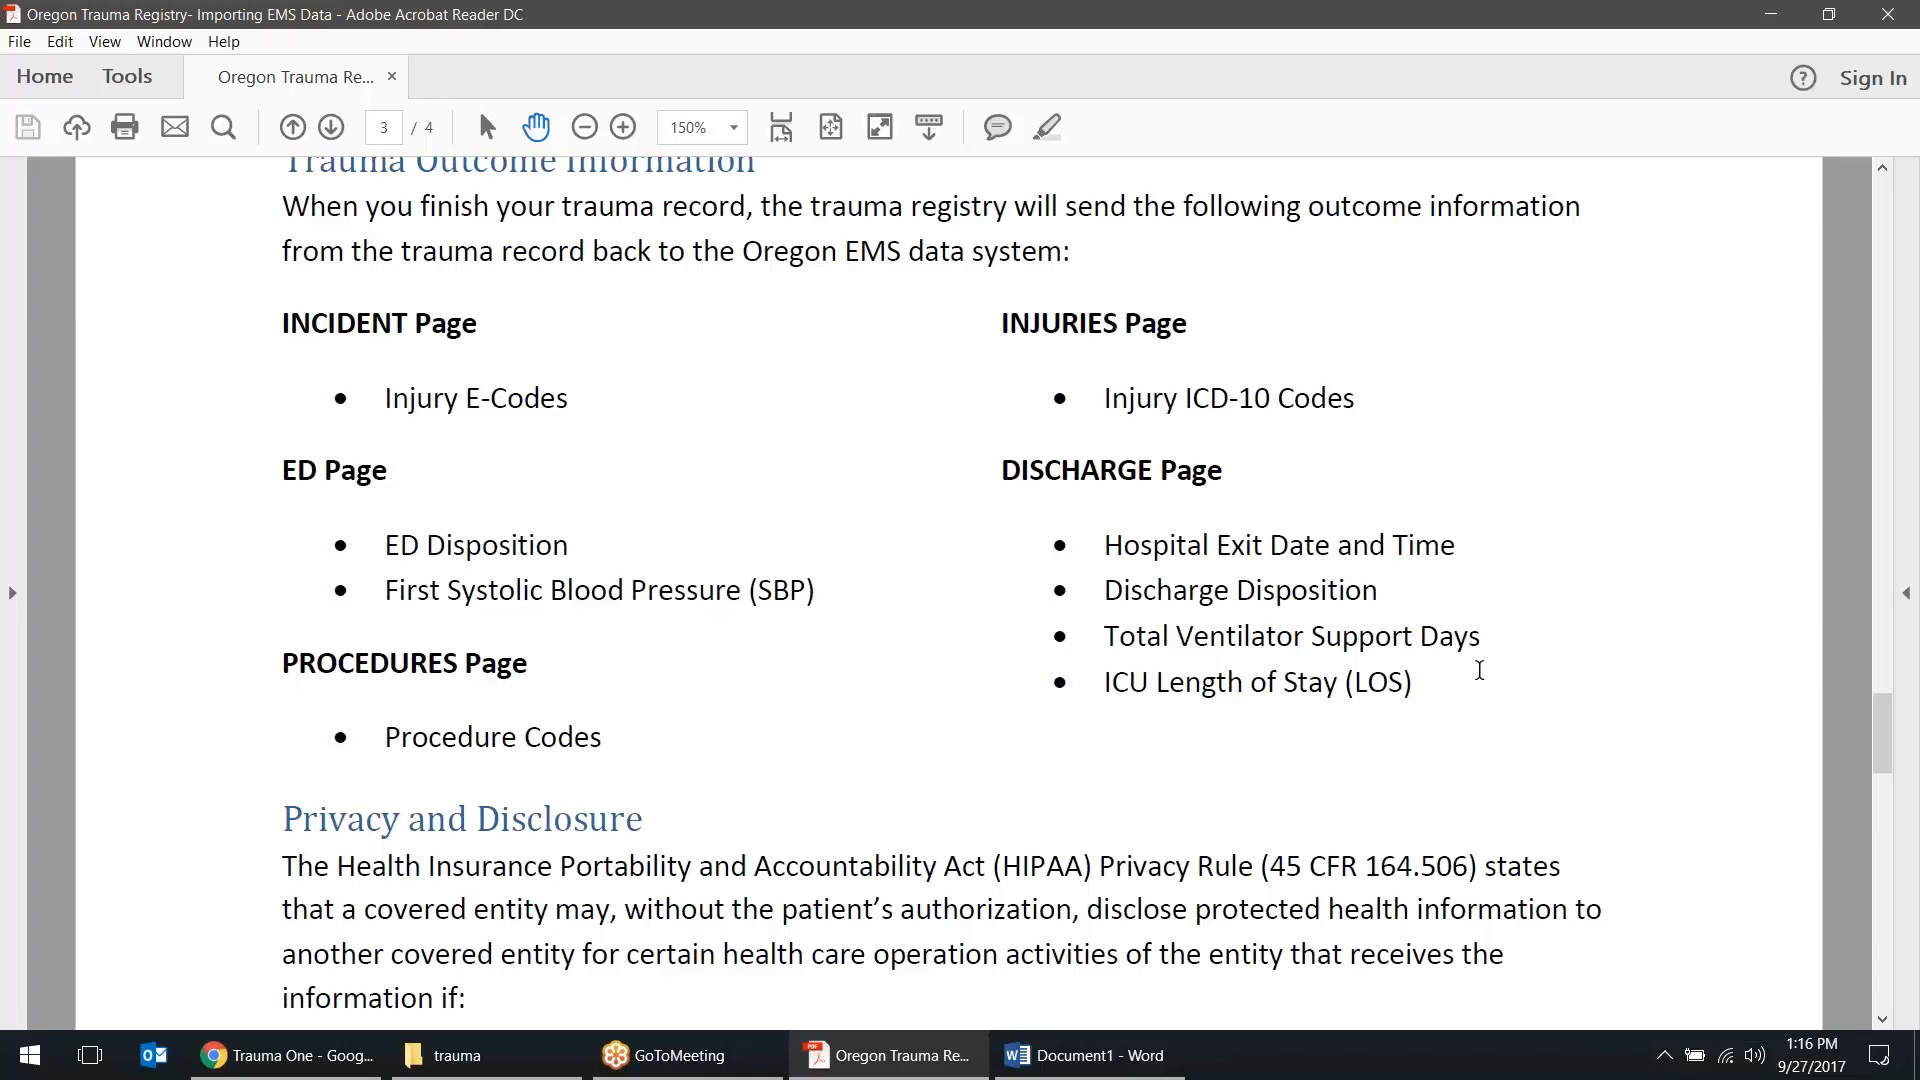 Oregon Trauma Registry- Importing EMS Data - Adobe Acrobat Reader DC
File Edit View Window Help
Home Tools Oregon Trauma Re... × ? Sign In
3 / 4 150%
Trauma Outcome Information
When you finish your trauma record, the trauma registry will send the following outcome information
from the trauma record back to the Oregon EMS data system:
INCIDENT Page
• Injury E-Codes
ED Page
• ED Disposition
• First Systolic Blood Pressure (SBP)
PROCEDURES Page
• Procedure Codes
INJURIES Page
• Injury ICD-10 Codes
DISCHARGE Page
• Hospital Exit Date and Time
• Discharge Disposition
• Total Ventilator Support Days
• ICU Length of Stay (LOS)
Privacy and Disclosure
The Health Insurance Portability and Accountability Act (HIPAA) Privacy Rule (45 CFR 164.506) states
that a covered entity may, without the patient’s authorization, disclose protected health information to
another covered entity for certain health care operation activities of the entity that receives the
information if:
Trauma One - Goog... trauma GoToMeeting Oregon Trauma Re... Document1 - Word 1:16 PM
9/27/2017